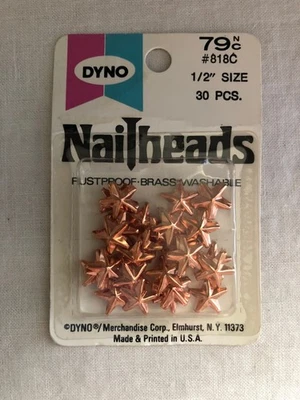 79 NC
DYNO
#818C
1/2" SIZE
30 PCS.
Nailheads
RUSTPROOF-BRASS-WASHABLE
©DYNO®/Merchandise Corp., Elmhurst, N.Y. 11373
Made & Printed in U.S.A.